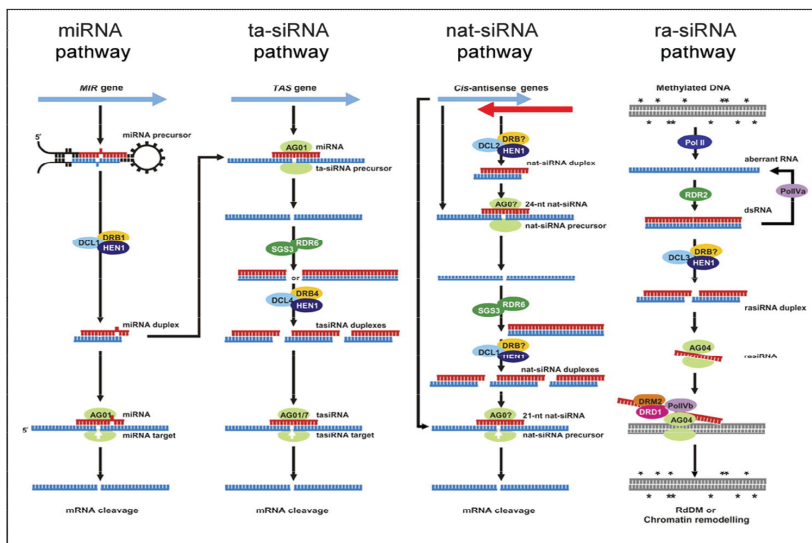 miRNA
pathway
MIR gene
5'
miRNA precursor
DCL1
DRB1
HEN1
miRNA duplex
AG01
miRNA
5'
miRNA target
mRNA cleavage
ta-siRNA
pathway
TAS gene
AG01
miRNA
ta-siRNA precursor
SGS3
RDR6
or
DCL4
DRB4
HEN1
tasiRNA duplexes
AG01/7
tasiRNA
tasiRNA target
mRNA cleavage
nat-siRNA
pathway
Cis-antisense genes
DCL2
DRB?
HEN1
nat-siRNA duplex
AG0?
24-nt nat-siRNA
nat-siRNA precursor
SGS3
RDR6
DCL1
DRB?
HEN1
nat-siRNA duplexes
AG0?
21-nt nat-siRNA
nat-siRNA precursor
mRNA cleavage
ra-siRNA
pathway
Methylated DNA
Pol II
aberrant RNA
RDR2
PolIVa
dsRNA
DCL3
DRB?
HEN1
rasiRNA duplex
AG04
rasiRNA
DRM2
PolIVb
DRD1
AG04
RdDM or
Chromatin remodelling